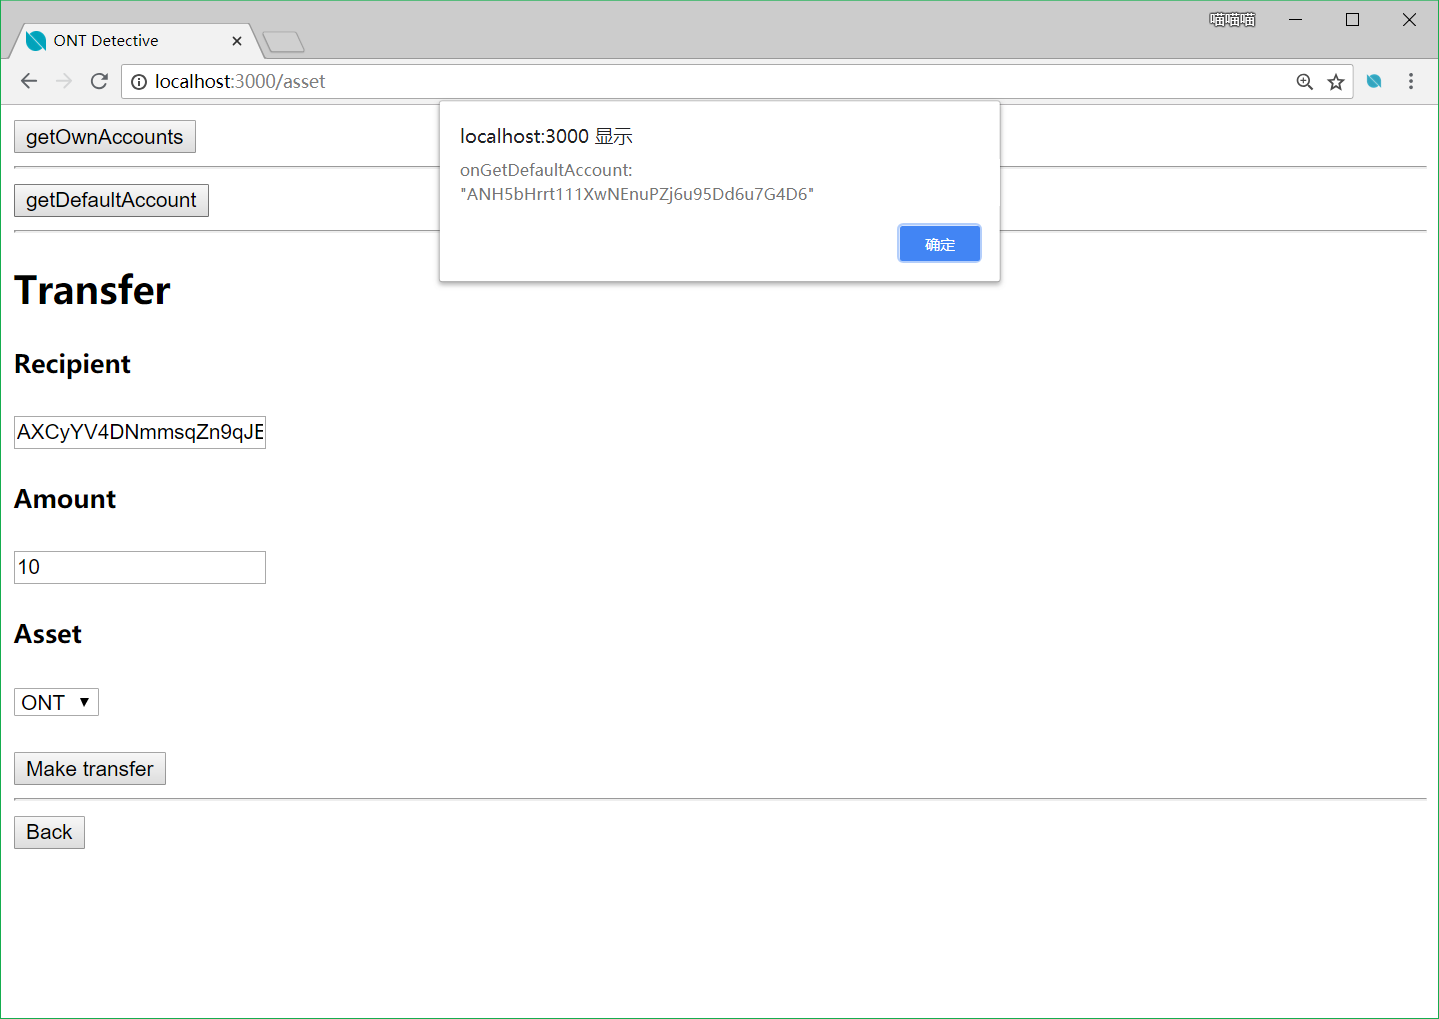 喵喵喵
ONT Detective
localhost:3000/asset
getOwnAccounts
getDefaultAccount
localhost:3000 显示
onGetDefaultAccount:
"ANH5bHrrt111XwNEnuPZj6u95Dd6u7G4D6"
确定
Transfer
Recipient
AXCyYV4DNmmsqZn9qJE
Amount
10
Asset
ONT
Make transfer
Back